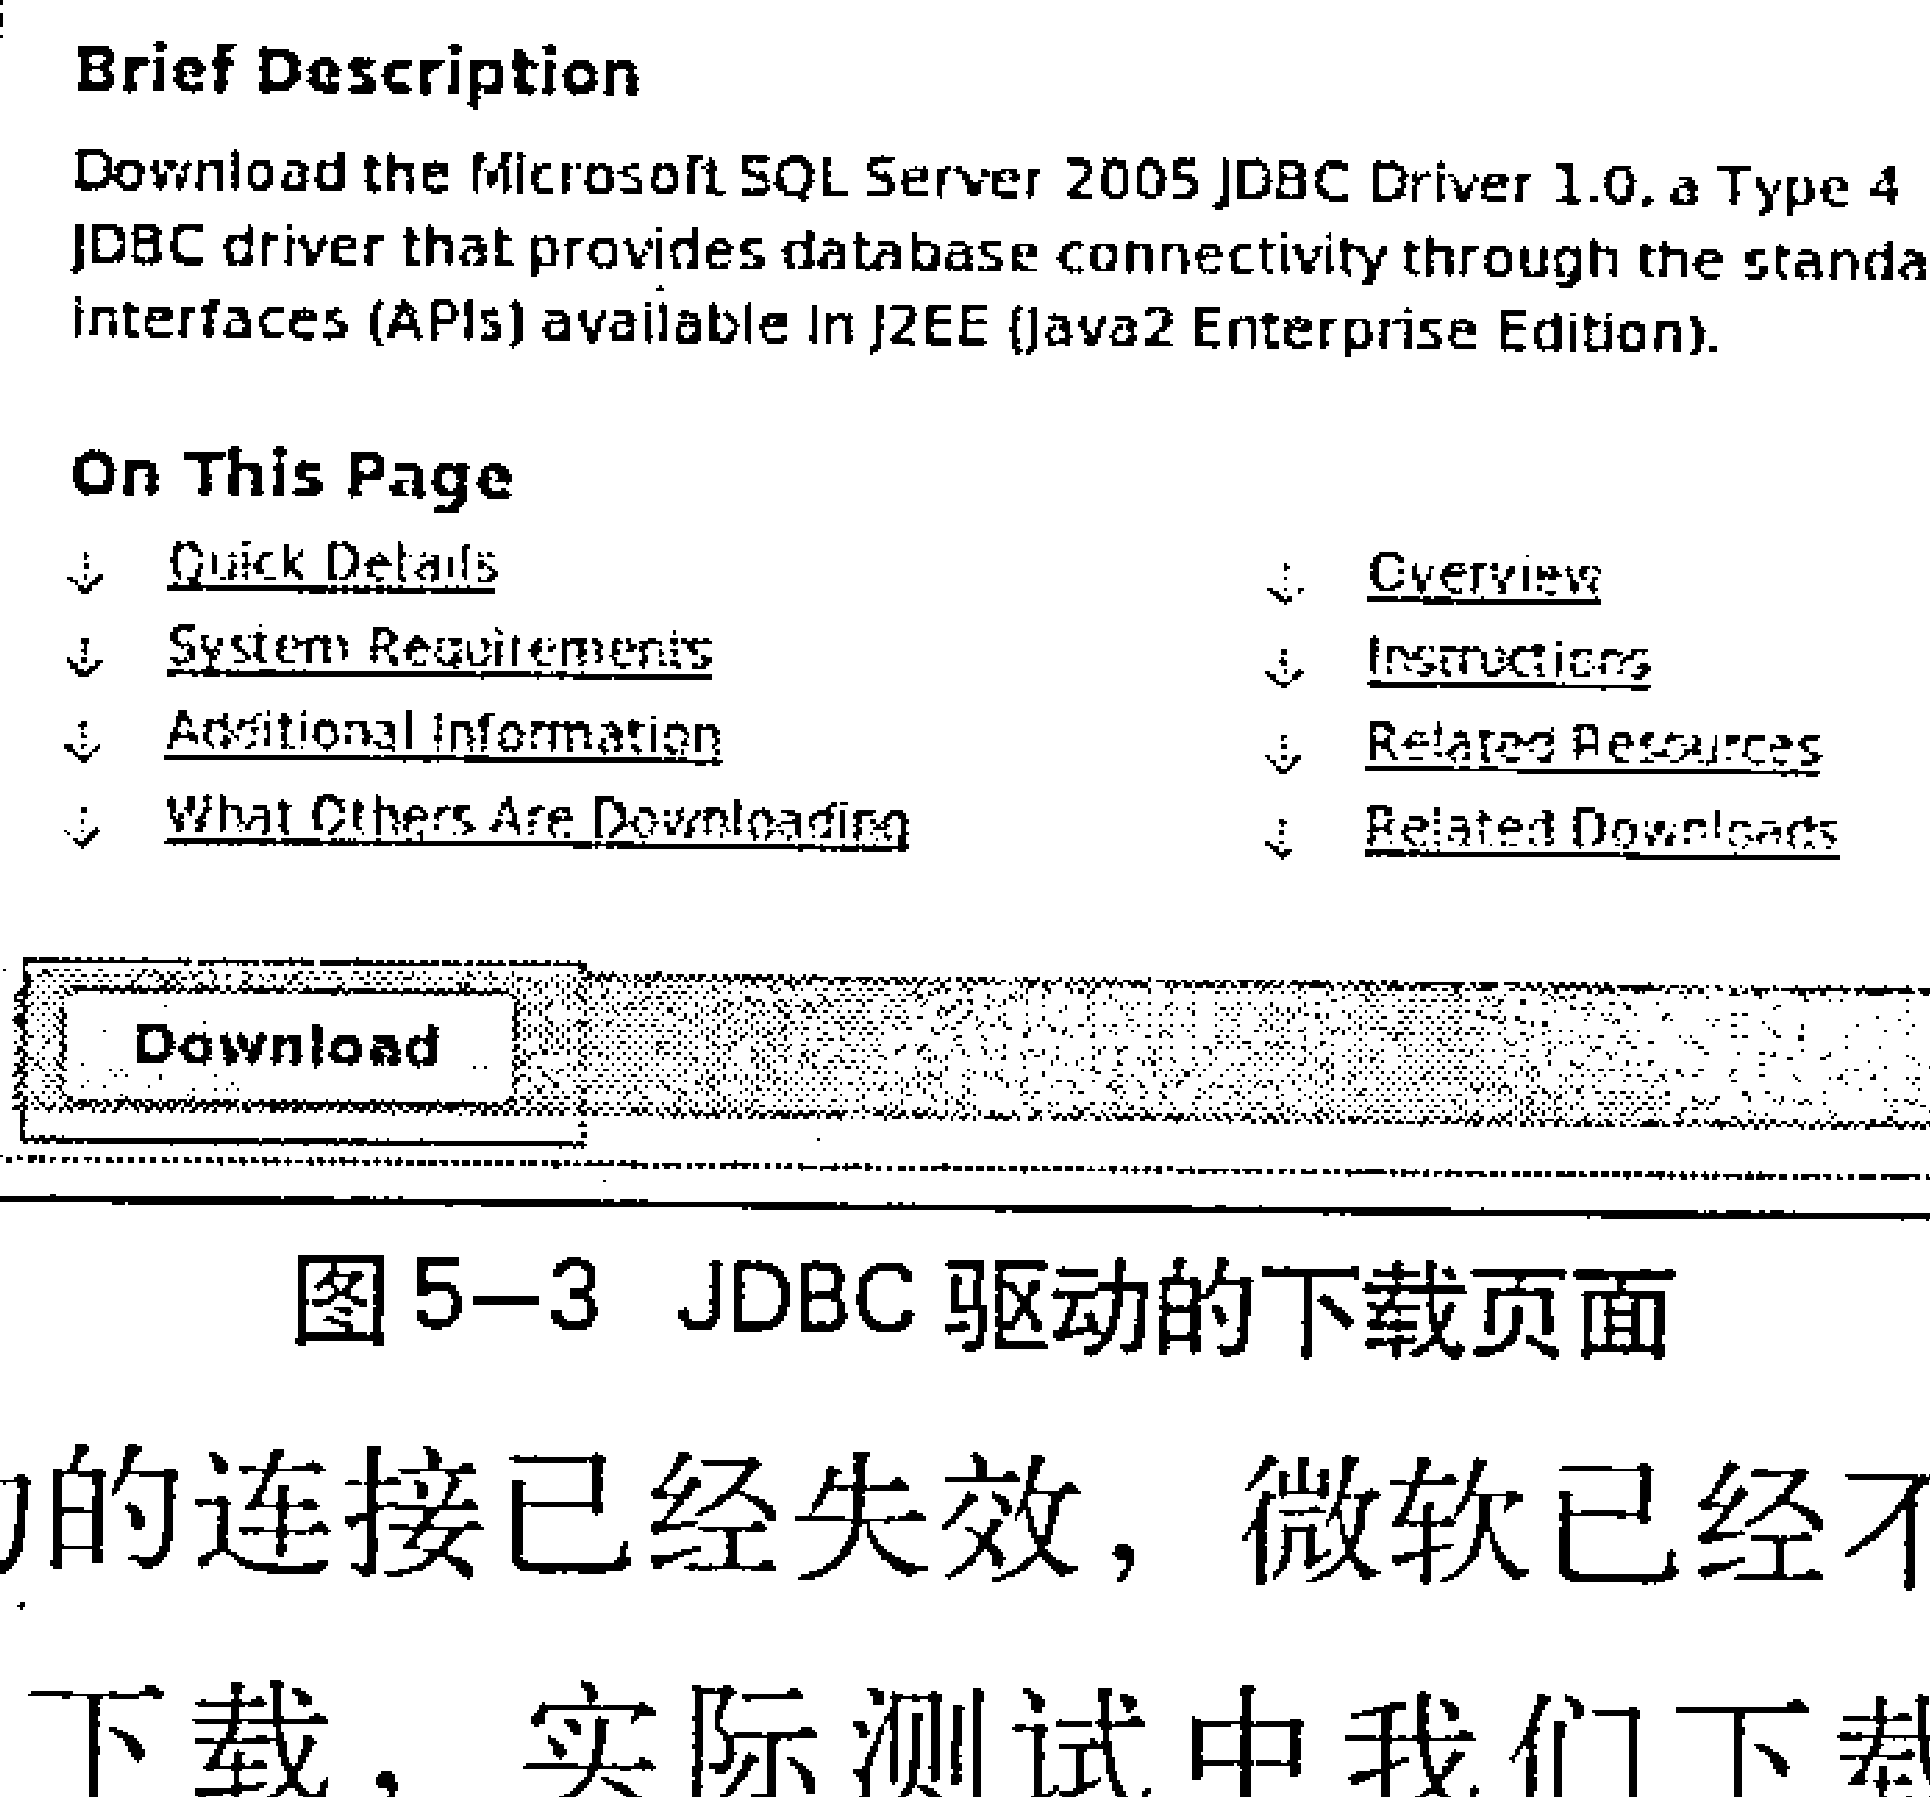 Brief Description
Download the Microsoft SQL Server 2005 JDBC Driver 1.0, a Type 4
JDBC driver that provides database connectivity through the standa
interfaces (APIs) available in J2EE (Java2 Enterprise Edition).
On This Page
Quick Details
Overview
System Requirements
Instructions
Additional Information
Related Resources
What Others Are Downloading
Related Downloads
Download
图5-3 JDBC 驱动的下载页面
的连接已经失效，微软已经不
下载，实际测试中我们下载